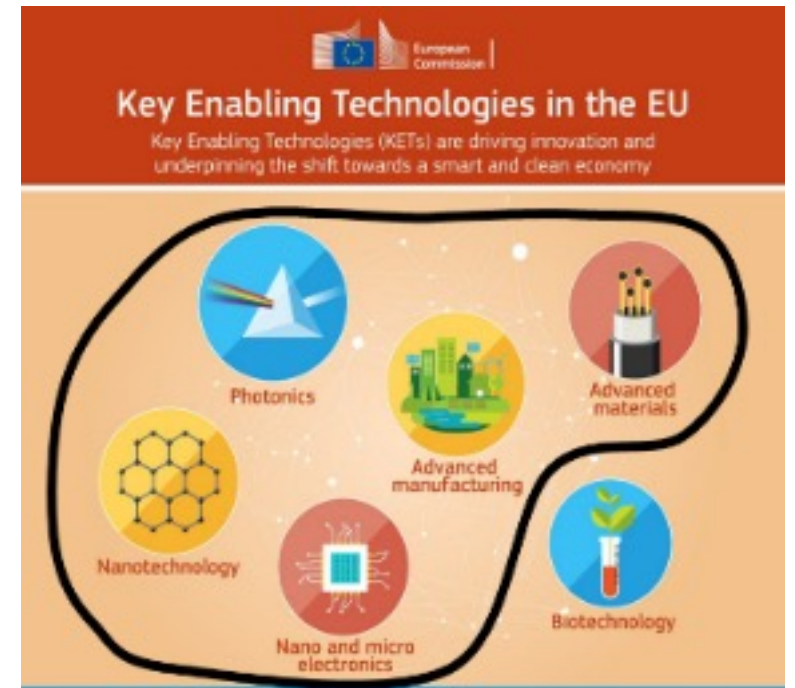 European
Commission
Key Enabling Technologies in the EU
Key Enabling Technologies (KETs) are driving innovation and
underpinning the shift towards a smart and clean economy
Photonics
Advanced
materials
Advanced
manufacturing
Nanotechnology
Biotechnology
Nano and micro
electronics